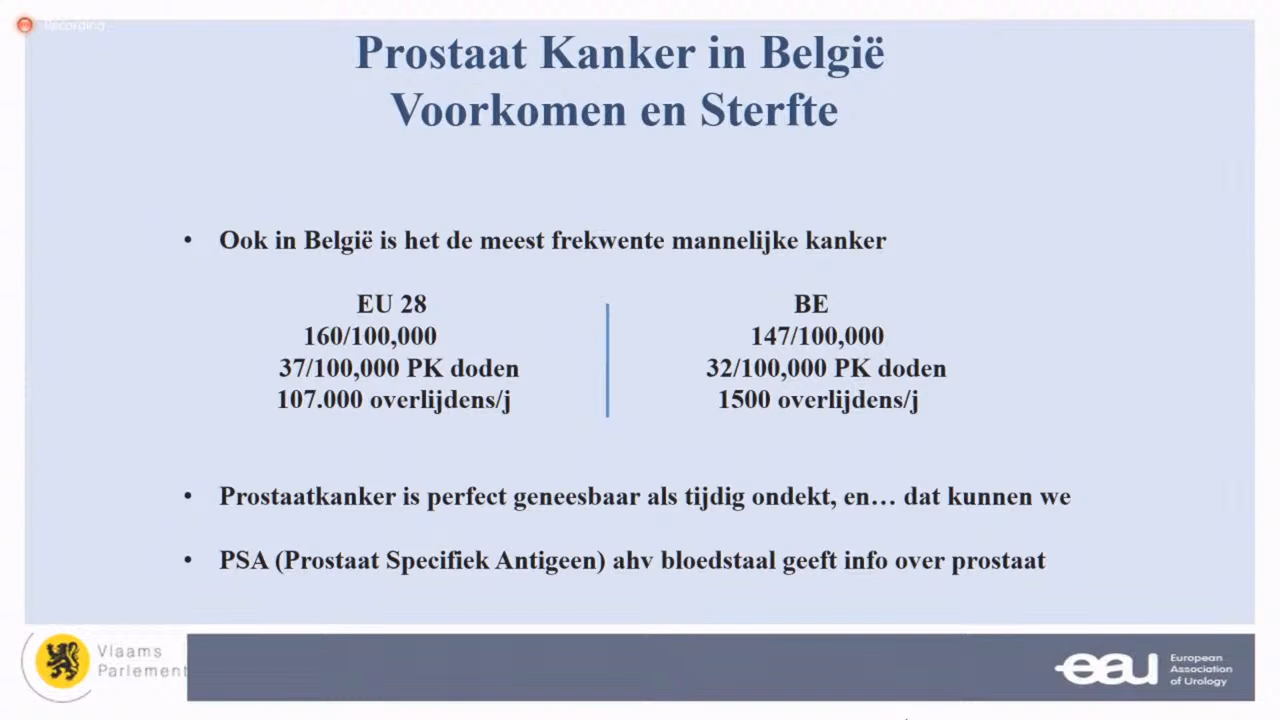 Recording
Prostaat Kanker in België
Voorkomen en Sterfte
• Ook in België is het de meest frekwente mannelijke kanker
EU 28
160/100,000
37/100,000 PK doden
107.000 overlijdens/j
BE
147/100,000
32/100,000 PK doden
1500 overlijdens/j
• Prostaatkanker is perfect geneesbaar als tijdig ondekt, en… dat kunnen we
• PSA (Prostaat Specifiek Antigeen) ahv bloedstaal geeft info over prostaat
Vlaams
Parlement
eau
European
Association
of Urology